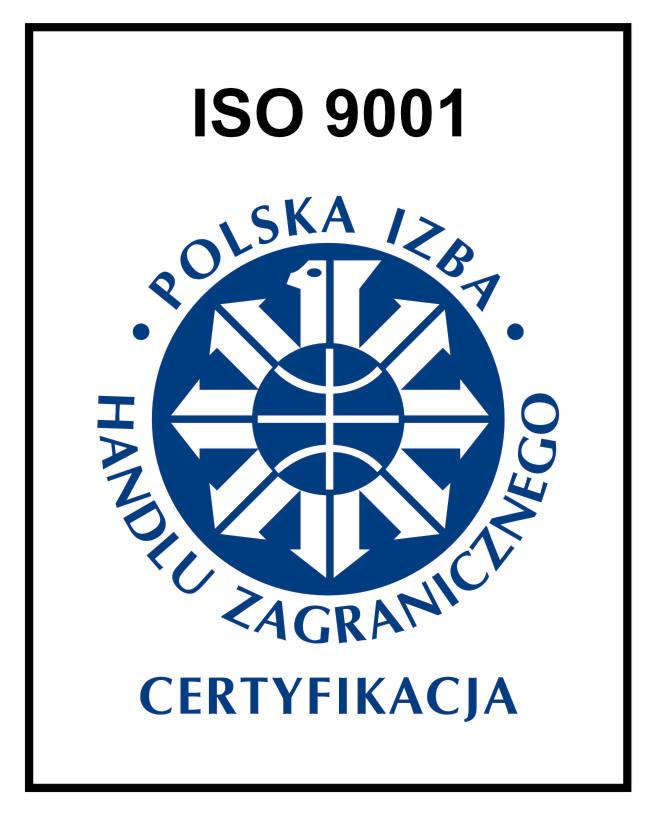 ISO 9001
POLSKA IZBA
HANDLU ZAGRANICZNEGO
CERTYFIKACJA